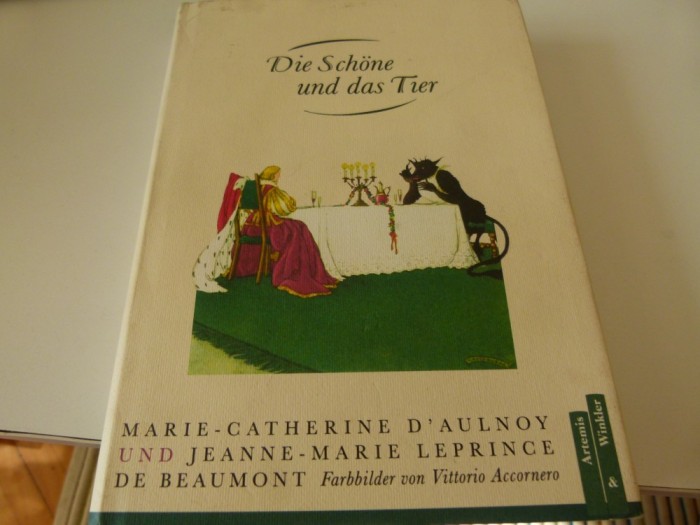 Die Schöne
und das Tier
MARIE-CATHERINE D'AULNOY
UND JEANNE-MARIE LEPRINCE
DE BEAUMONT Farbbilder von Vittorio Accornero
Artemis
& Winkler